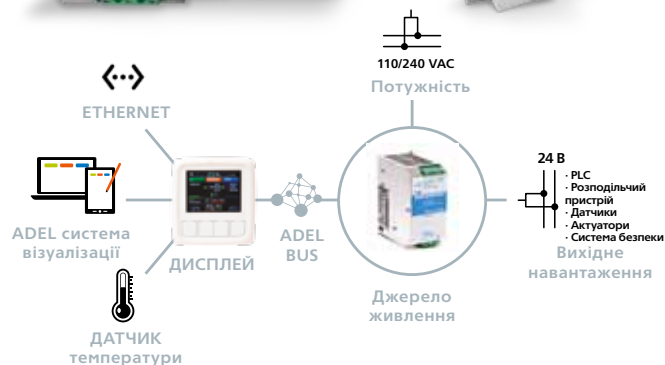 110/240 VAC
Потужність
ETHERNET
24 В
· PLC
· Розподільчий
пристрій
· Датчики
· Актуатори
· Система безпеки
ADEL система
візуалізації
ДИСПЛЕЙ
ADEL
BUS
Вихідне
навантаження
Джерело
живлення
ДАТЧИК
температури